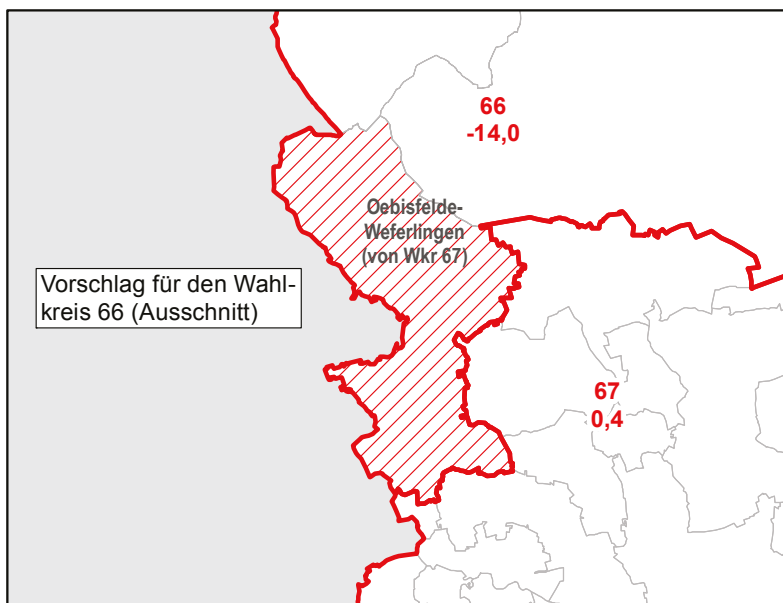 66
-14,0
Oebisfelde-
Weferlingen
(von Wkr 67)
Vorschlag für den Wahl-
kreis 66 (Ausschnitt)
67
0,4